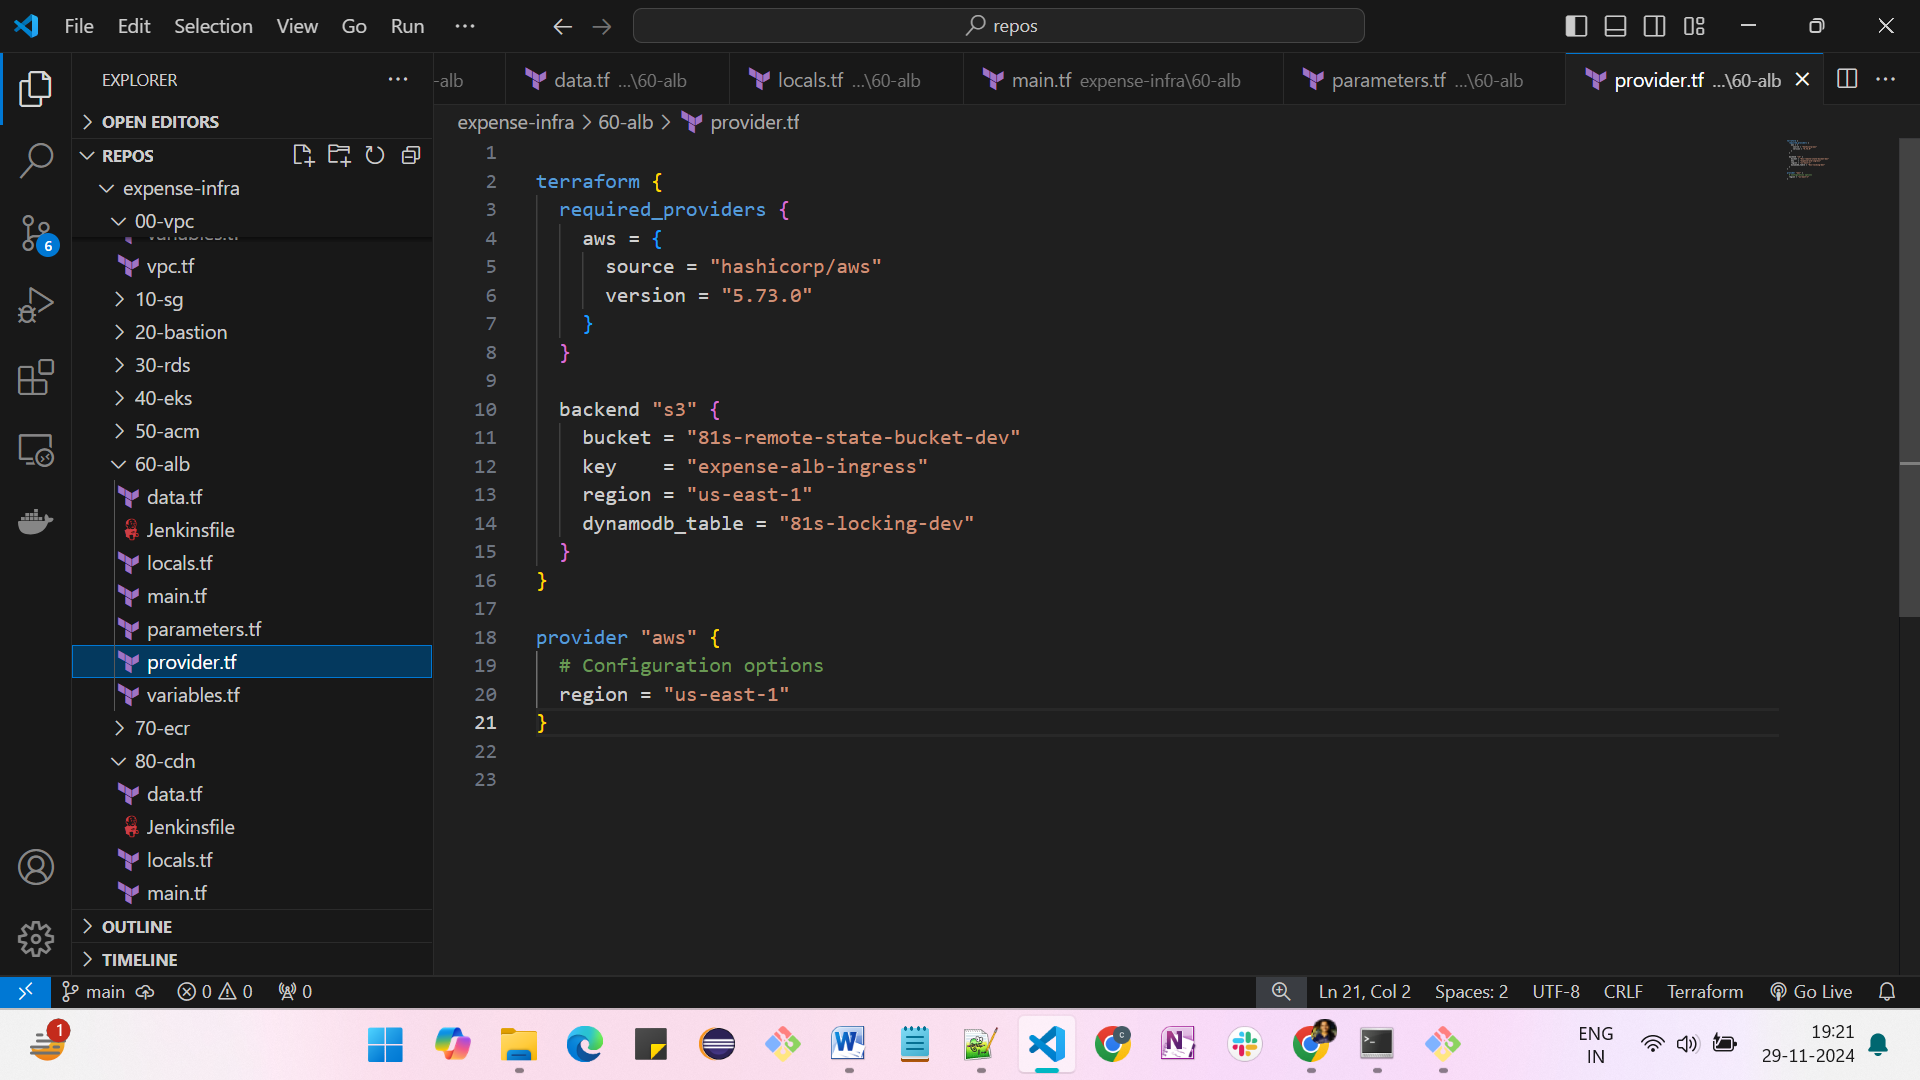 File Edit Selection View Go Run ··· repos
EXPLORER ···
OPEN EDITORS
REPOS
expense-infra
00-vpc
vpc.tf
10-sg
20-bastion
30-rds
40-eks
50-acm
60-alb
data.tf
Jenkinsfile
locals.tf
main.tf
parameters.tf
provider.tf
variables.tf
70-ecr
80-cdn
data.tf
Jenkinsfile
locals.tf
main.tf
OUTLINE
TIMELINE
6
-alb data.tf ...\60-alb locals.tf ...\60-alb main.tf expense-infra\60-alb parameters.tf ...\60-alb provider.tf ...\60-alb ···
expense-infra > 60-alb > provider.tf
1
2 terraform {
3 required_providers {
4 aws = {
5 source = "hashicorp/aws"
6 version = "5.73.0"
7 }
8 }
9
10 backend "s3" {
11 bucket = "81s-remote-state-bucket-dev"
12 key    = "expense-alb-ingress"
13 region = "us-east-1"
14 dynamodb_table = "81s-locking-dev"
15 }
16 }
17
18 provider "aws" {
19 # Configuration options
20 region = "us-east-1"
21 }
22
23
main 0 0 0 Ln 21, Col 2 Spaces: 2 UTF-8 CRLF Terraform Go Live
1
ENG
IN
19:21
29-11-2024